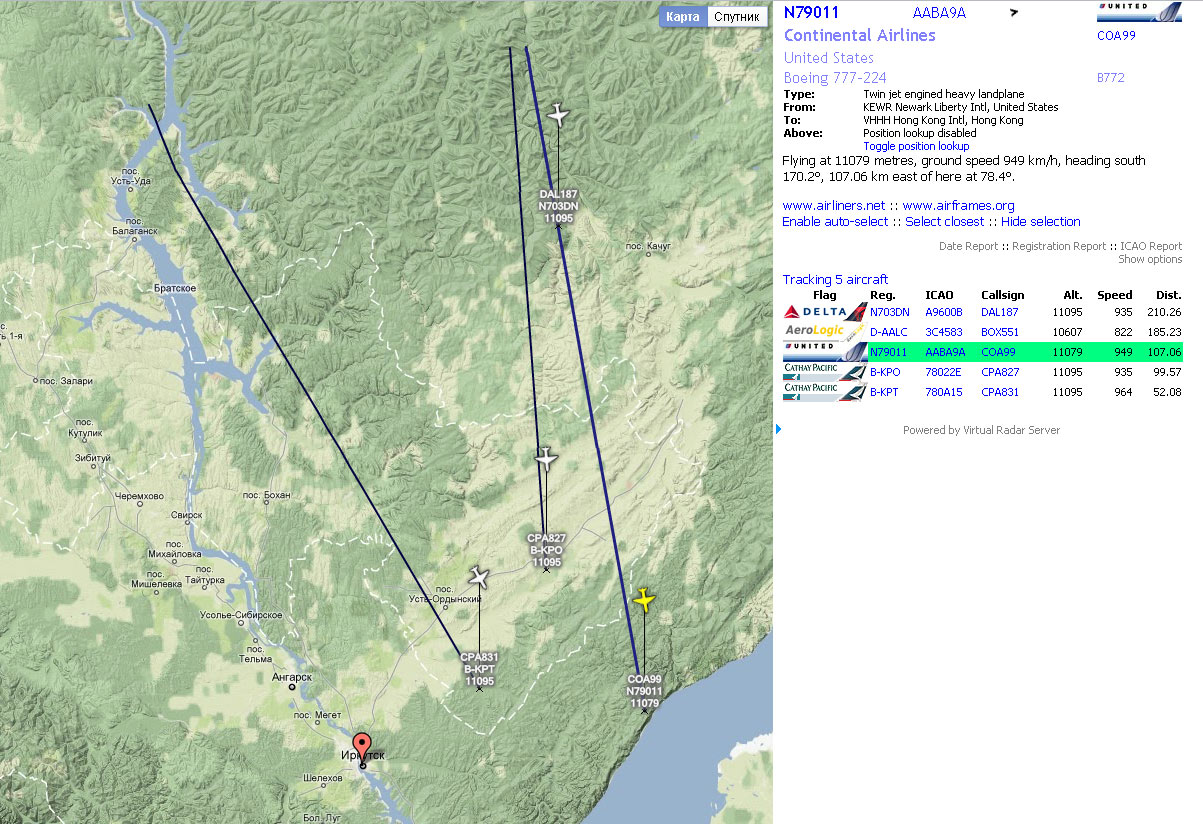 Карта Спутник
пос.
Усть-Уда
пос.
Балаганск
пос. Качуг
Братское
1-я
пос. Залари
пос.
Кутулик
Зибитуй
Черемхово
пос. Бохан
Свирск
пос.
Михайловка
пос.
Мишелевка
пос.
Тайтурка
Усолье-Сибирское
пос.
Тельма
Ангарск
пос. Мегет
Иркутск
Шелехов
Бол. Луг
пос.
Усть-Ордынский
DAL187
N703DN
11095
CPA827
B-KPO
11095
CPA831
B-KPT
11095
COA99
N79011
11079
N79011 AABA9A UNITED
Continental Airlines COA99
United States
Boeing 777-224 B772
Type: Twin jet engined heavy landplane
From: KEWR Newark Liberty Intl, United States
To: VHHH Hong Kong Intl, Hong Kong
Above: Position lookup disabled
Toggle position lookup
Flying at 11079 metres, ground speed 949 km/h, heading south
170.2°, 107.06 km east of here at 78.4°.
www.airliners.net :: www.airframes.org
Enable auto-select :: Select closest :: Hide selection
Date Report :: Registration Report :: ICAO Report
Show options
Tracking 5 aircraft
Flag Reg. ICAO Callsign Alt. Speed Dist.
DELTA N703DN A9600B DAL187 11095 935 210.26
AeroLogic D-AALC 3C4583 BOX551 10607 822 185.23
UNITED N79011 AABA9A COA99 11079 949 107.06
CATHAY PACIFIC B-KPO 78022E CPA827 11095 935 99.57
CATHAY PACIFIC B-KPT 780A15 CPA831 11095 964 52.08
Powered by Virtual Radar Server